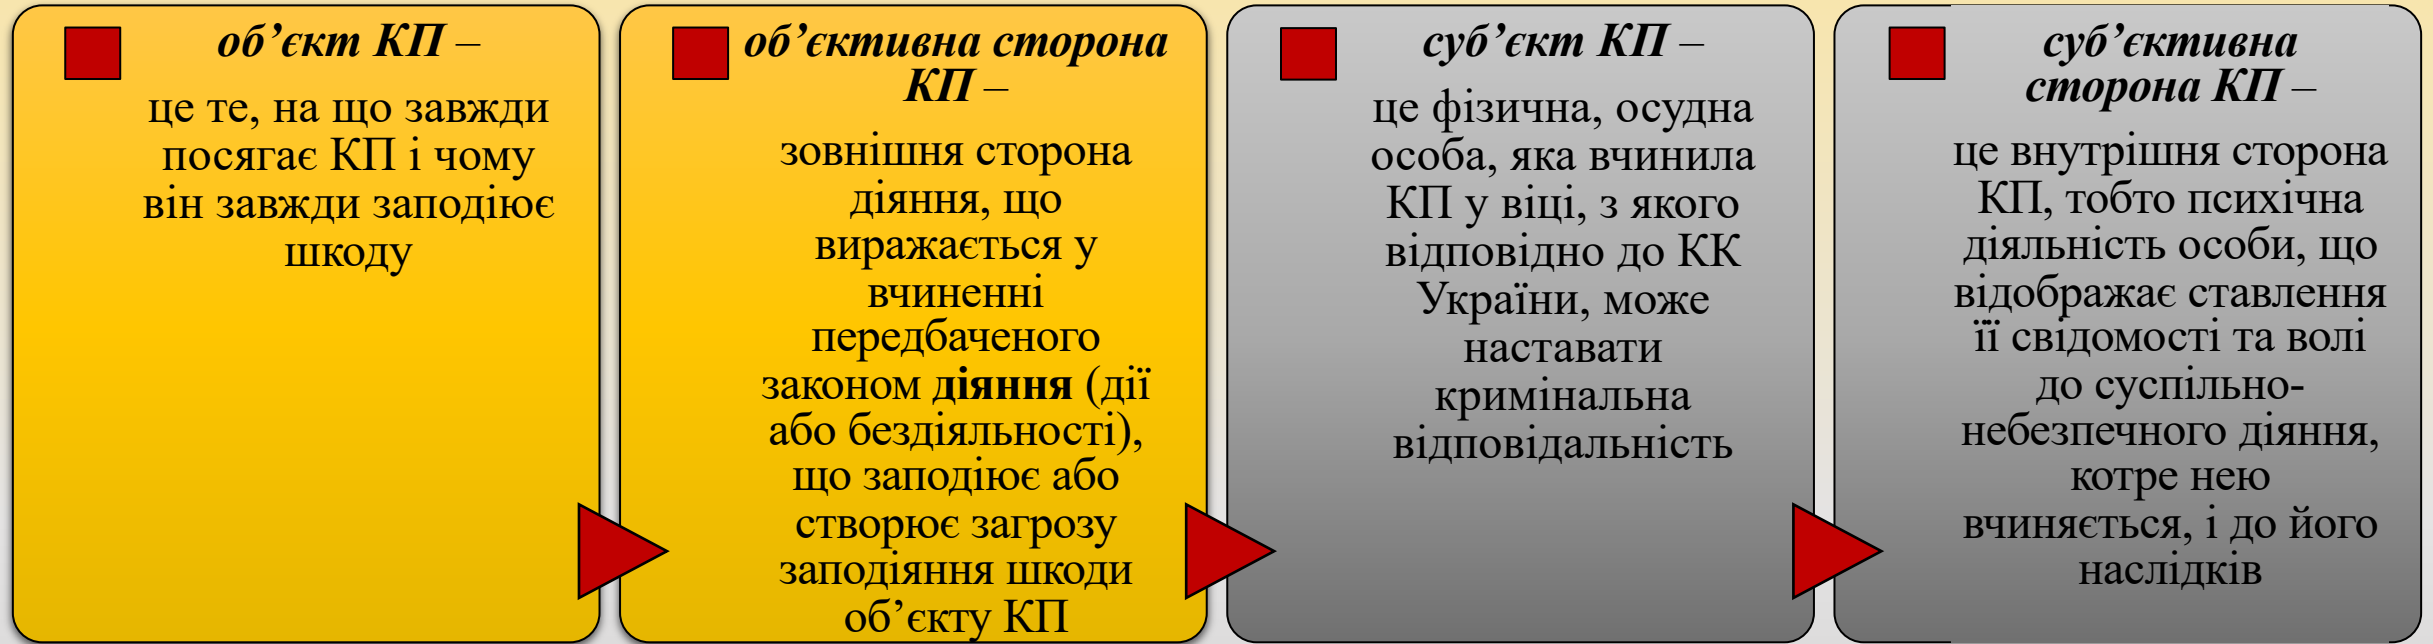 об’єкт КП –
це те, на що завжди
посягає КП і чому
він завжди заподіює
шкоду
об’єктивна сторона
КП –
зовнішня сторона
діяння, що
виражається у
вчиненні
передбаченого
законом діяння (дії
або бездіяльності),
що заподіює або
створює загрозу
заподіяння шкоди
об’єкту КП
суб’єкт КП –
це фізична, осудна
особа, яка вчинила
КП у віці, з якого
відповідно до КК
України, може
наставати
кримінальна
відповідальність
суб’єктивна
сторона КП –
це внутрішня сторона
КП, тобто психічна
діяльність особи, що
відображає ставлення
її свідомості та волі
до суспільно-
небезпечного діяння,
котре нею
вчиняється, і до його
наслідків